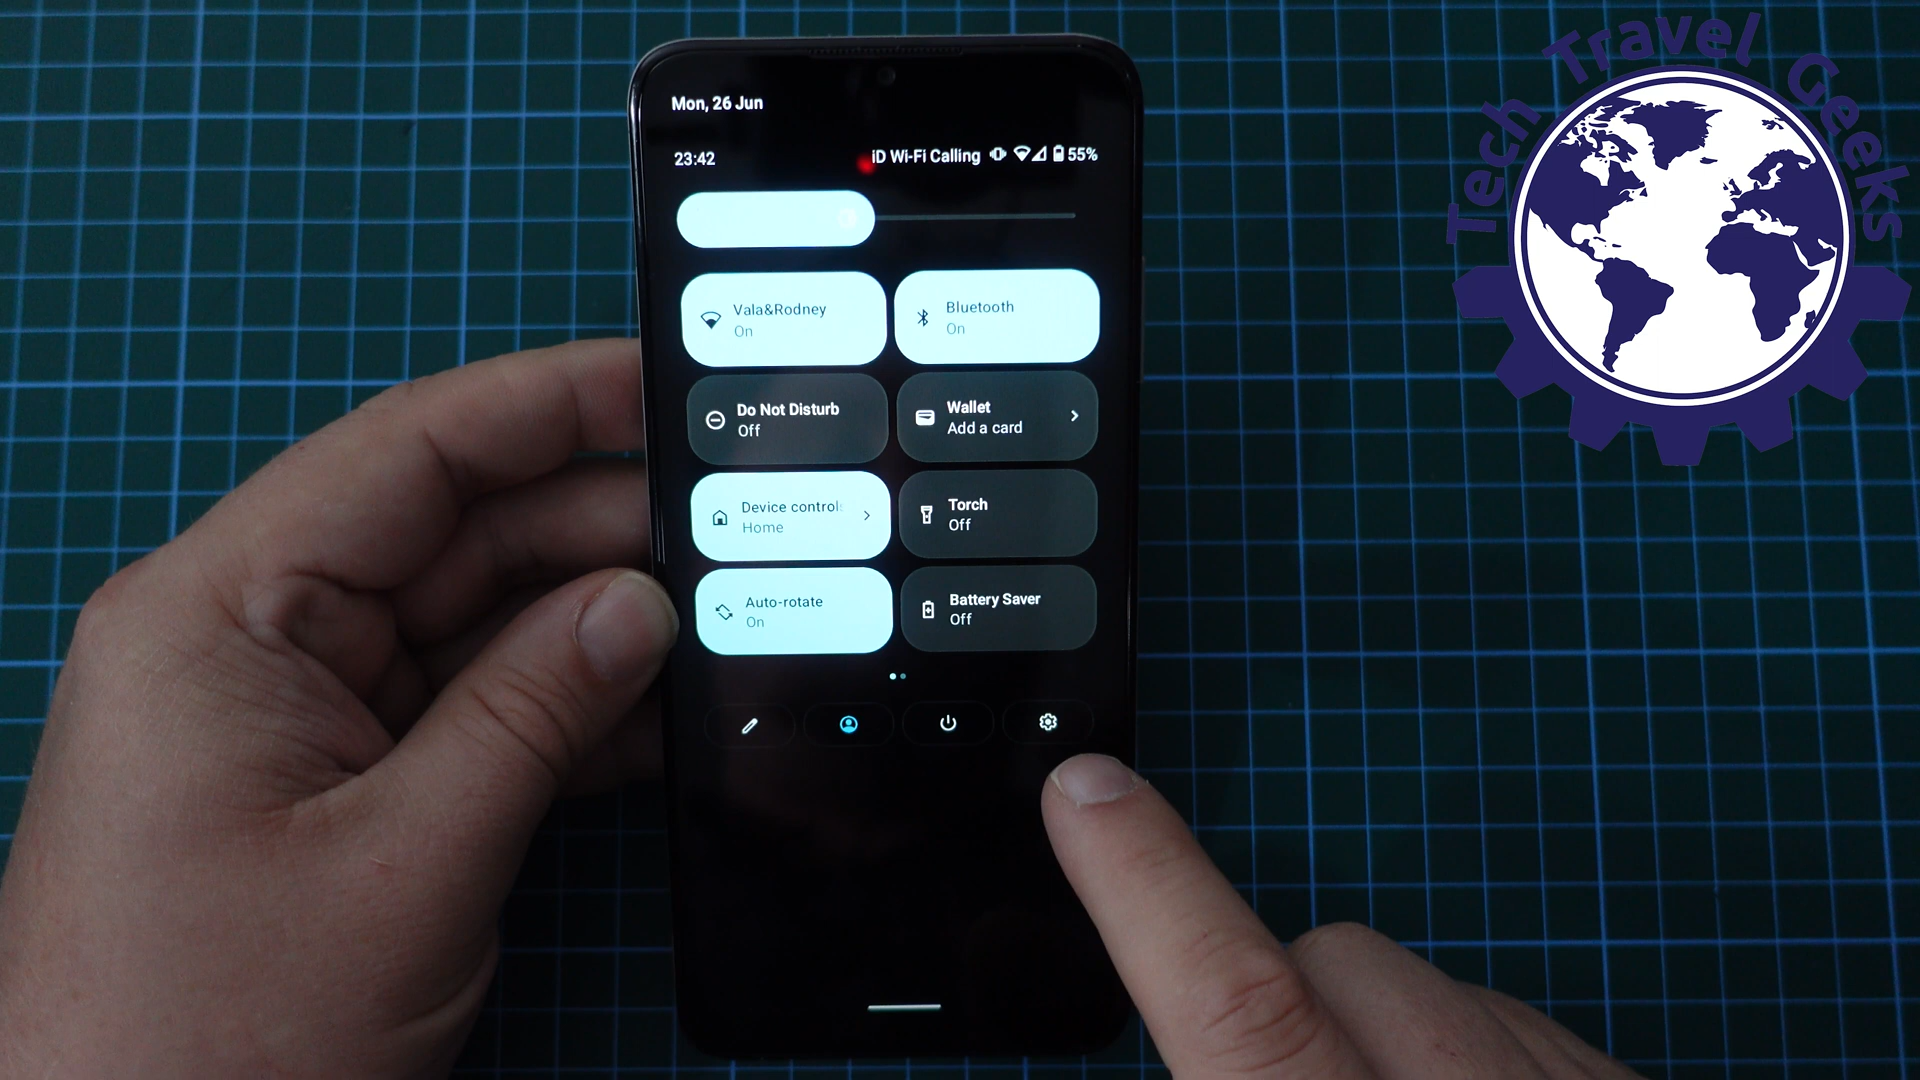 Tech Travel Geeks
Mon, 26 Jun
23:42
iD Wi-Fi Calling
55%
Vala&Rodney
On
Bluetooth
On
Do Not Disturb
Off
Wallet
Add a card
Device control
Home
Torch
Off
Auto-rotate
On
Battery Saver
Off